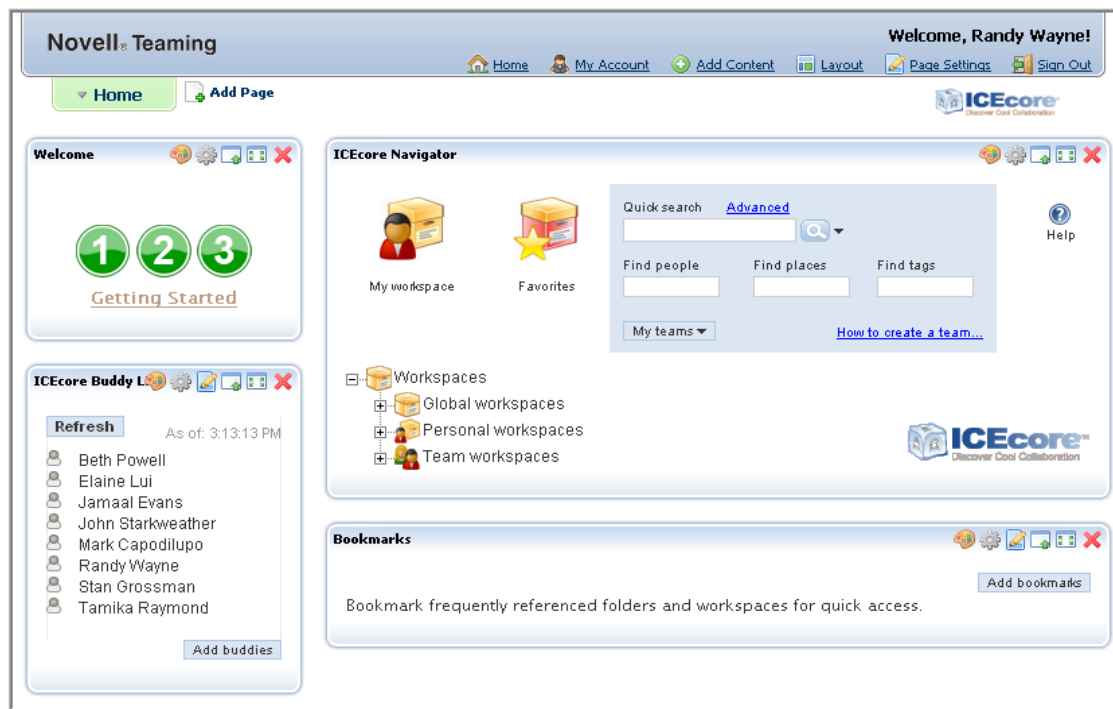 Novell® Teaming
Welcome, Randy Wayne!
Home My Account Add Content Layout Page Settings Sign Out
Home Add Page
ICEcore
Discover Cool Collaboration
Welcome
1 2 3
Getting Started
ICEcore Buddy L
Refresh As of: 3:13:13 PM
Beth Powell
Elaine Lui
Jamaal Evans
John Starkweather
Mark Capodilupo
Randy Wayne
Stan Grossman
Tamika Raymond
Add buddies
ICEcore Navigator
My workspace
Favorites
Quick search Advanced
Find people Find places Find tags
My teams How to create a team...
Help
Workspaces
Global workspaces
Personal workspaces
Team workspaces
ICEcore
Discover Cool Collaboration
Bookmarks
Add bookmarks
Bookmark frequently referenced folders and workspaces for quick access.